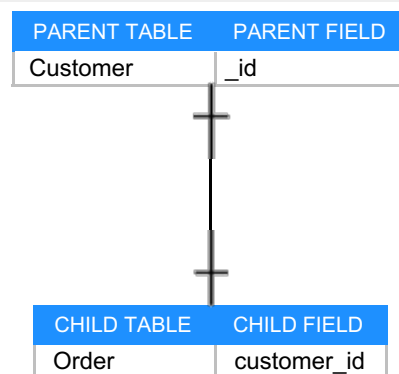 PARENT TABLE PARENT FIELD
Customer _id
CHILD TABLE CHILD FIELD
Order customer_id